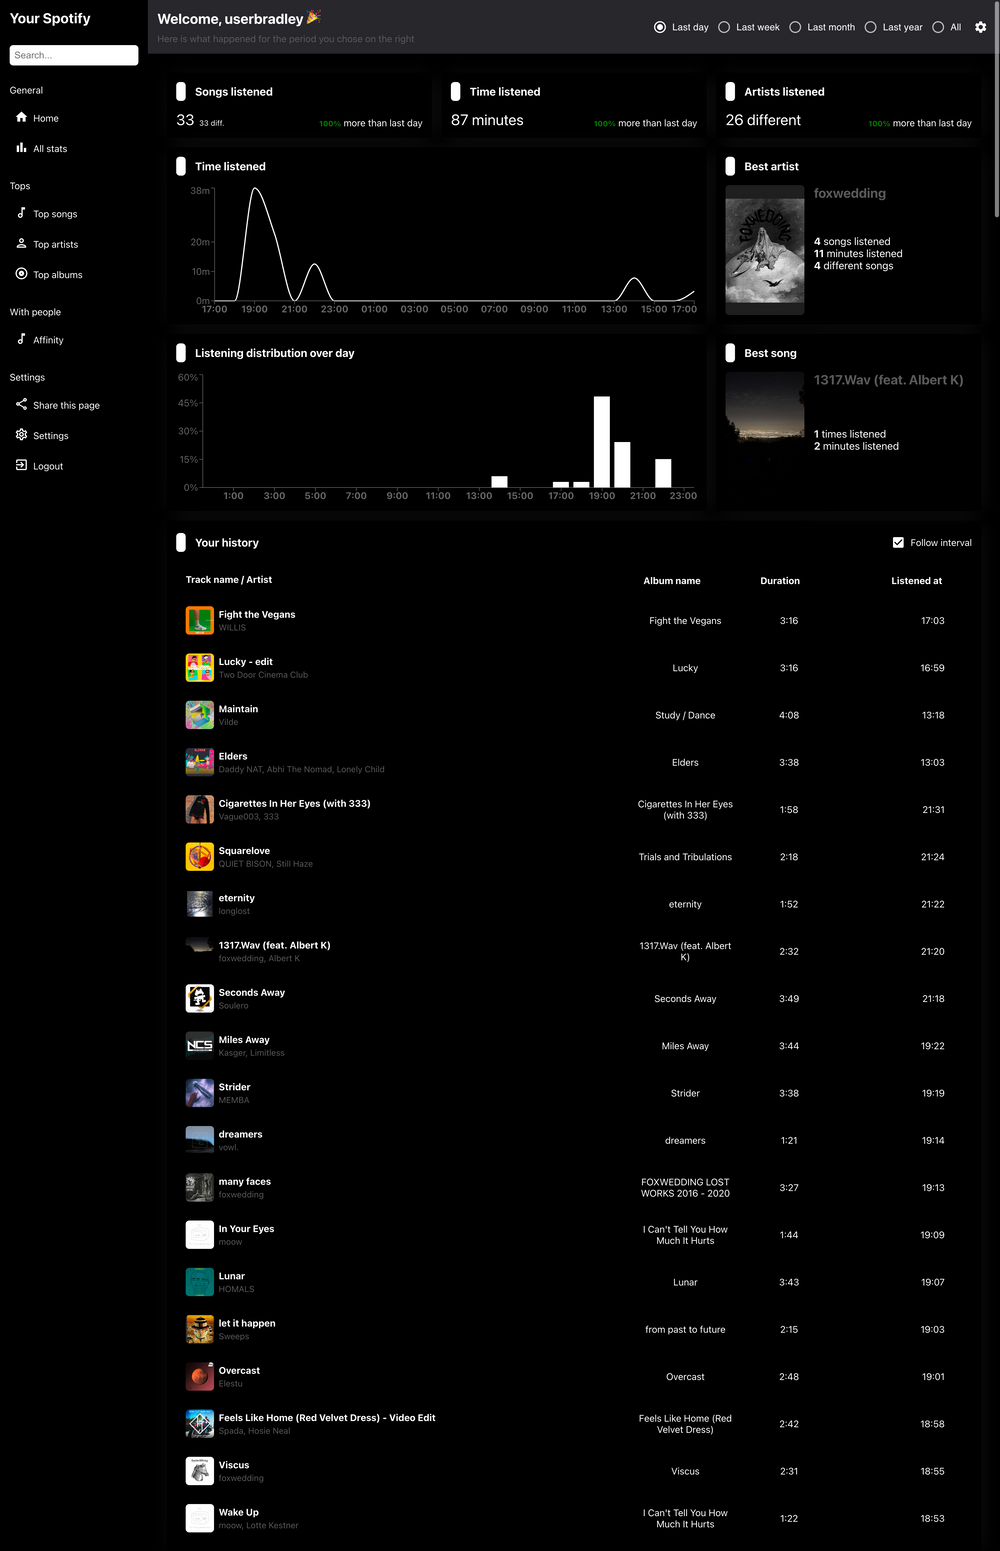 Your Spotify
Search...
General
Home
All stats
Tops
Top songs
Top artists
Top albums
With people
Affinity
Settings
Share this page
Settings
Logout
Welcome, userbradley 🎉
Here is what happened for the period you chose on the right
Last day Last week Last month Last year All
Songs listened
33 33 diff. 100% more than last day
Time listened
87 minutes 100% more than last day
Artists listened
26 different 100% more than last day
Time listened
38m
20m
10m
0m
17:00 19:00 21:00 23:00 01:00 03:00 05:00 07:00 09:00 11:00 13:00 15:00 17:00
Best artist
FOXWEDDING
foxwedding
4 songs listened
11 minutes listened
4 different songs
Listening distribution over day
60%
45%
30%
15%
0%
1:00 3:00 5:00 7:00 9:00 11:00 13:00 15:00 17:00 19:00 21:00 23:00
Best song
1317.Wav (feat. Albert K)
1 times listened
2 minutes listened
Your history Follow interval
Track name / Artist Album name Duration Listened at
Fight the Vegans
WILLIS
Fight the Vegans 3:16 17:03
Lucky - edit
Two Door Cinema Club
Lucky 3:16 16:59
Maintain
Vilde
Study / Dance 4:08 13:18
Elders
Daddy NAT, Abhi The Nomad, Lonely Child
Elders 3:38 13:03
Cigarettes In Her Eyes (with 333)
Vague003, 333
Cigarettes In Her Eyes
(with 333)
1:58 21:31
Squarelove
QUIET BISON, Still Haze
Trials and Tribulations 2:18 21:24
eternity
longlost
eternity 1:52 21:22
1317.Wav (feat. Albert K)
foxwedding, Albert K
1317.Wav (feat. Albert
K)
2:32 21:20
Seconds Away
Soulero
Seconds Away 3:49 21:18
NCS
Miles Away
Kasger, Limitless
Miles Away 3:44 19:22
Strider
MEMBA
Strider 3:38 19:19
dreamers
vowl.
dreamers 1:21 19:14
many faces
foxwedding
FOXWEDDING LOST
WORKS 2016 - 2020
3:27 19:13
In Your Eyes
moow
I Can't Tell You How
Much It Hurts
1:44 19:09
Lunar
HOMALS
Lunar 3:43 19:07
let it happen
Sweeps
from past to future 2:15 19:03
Overcast
Elestu
Overcast 2:48 19:01
Feels Like Home (Red Velvet Dress) - Video Edit
Spada, Hosie Neal
Feels Like Home (Red
Velvet Dress)
2:42 18:58
Viscus
foxwedding
Viscus 2:31 18:55
Wake Up
moow, Lotte Kestner
I Can't Tell You How
Much It Hurts
1:22 18:53